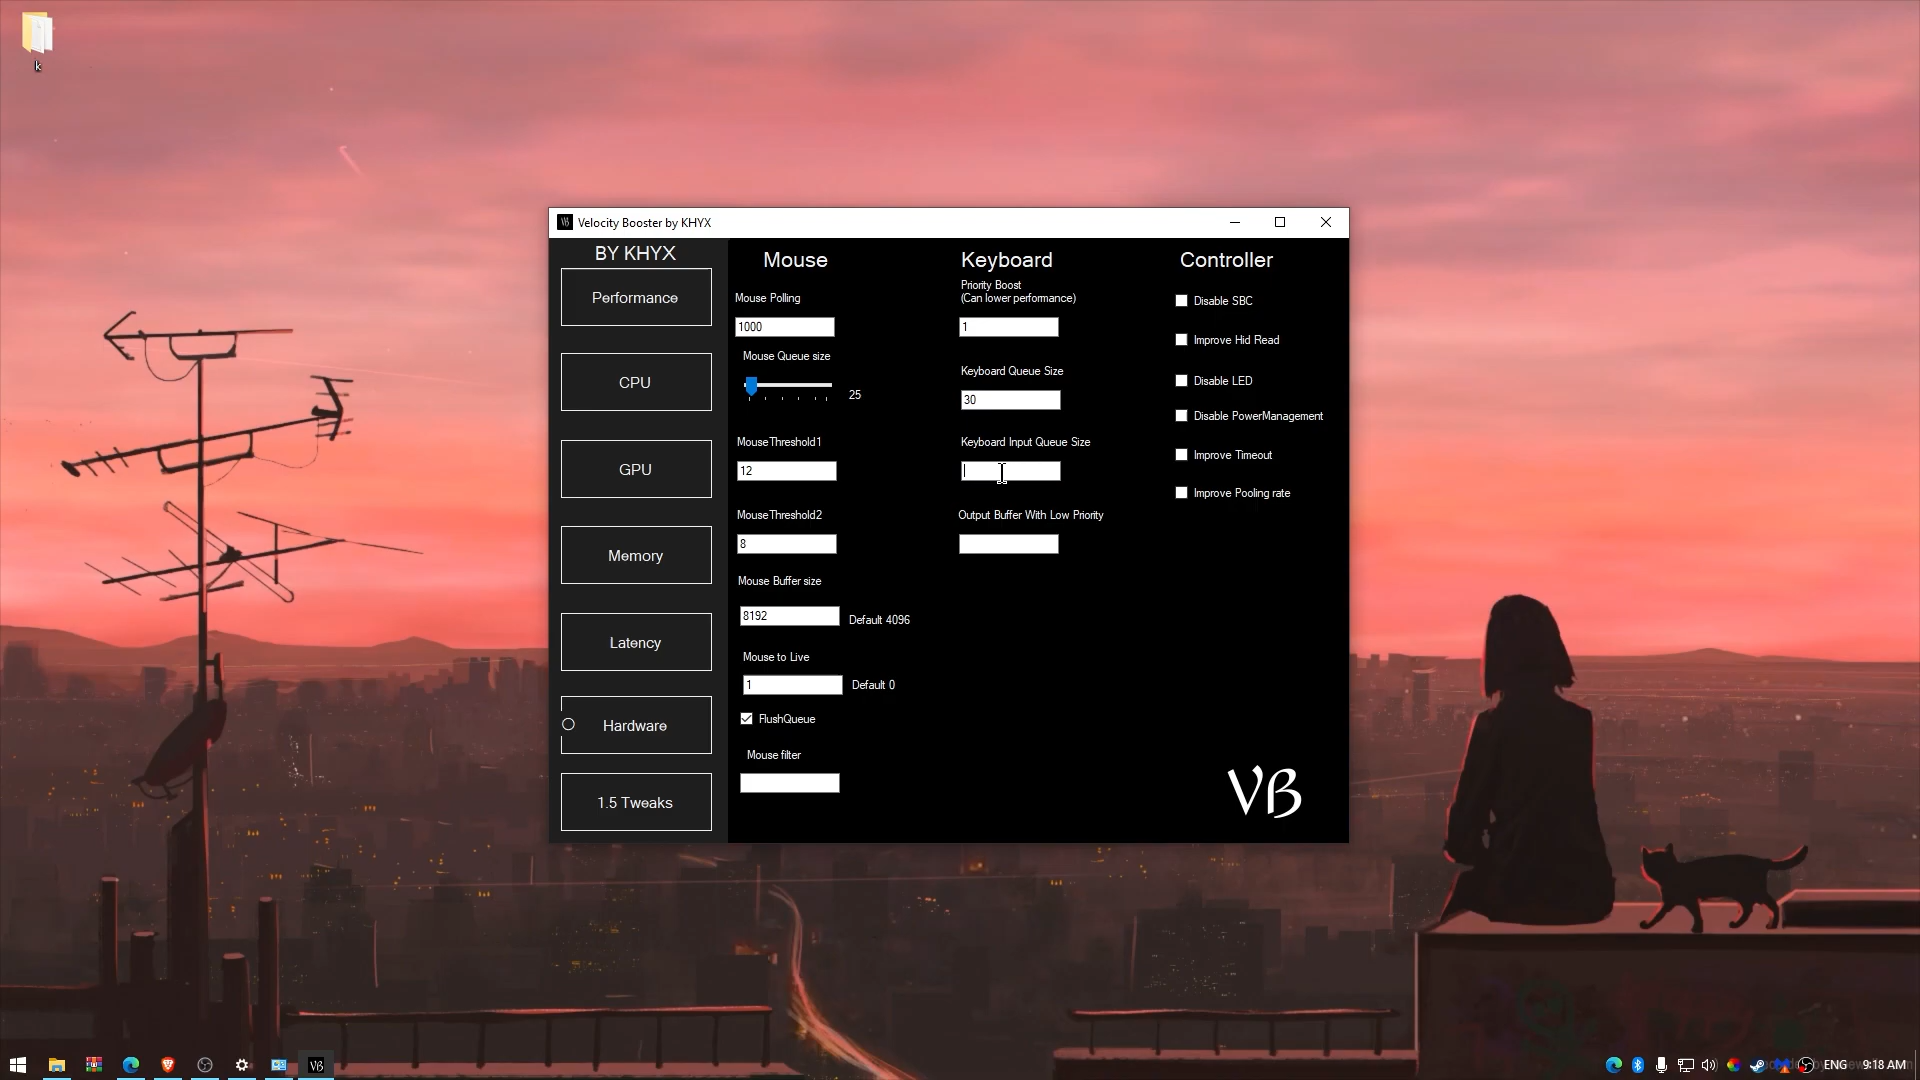 k
Velocity Booster by KHYX
BY KHYX
Performance
CPU
GPU
Memory
Latency
Hardware
1.5 Tweaks
Mouse
Mouse Polling
1000
Mouse Queue size
25
MouseThreshold1
12
MouseThreshold2
8
Mouse Buffer size
8192
Default 4096
Mouse to Live
1
Default 0
FlushQueue
Mouse filter
Keyboard
Priority Boost
(Can lower performance)
1
Keyboard Queue Size
30
Keyboard Input Queue Size
Output Buffer With Low Priority
Controller
Disable SBC
Improve Hid Read
Disable LED
Disable PowerManagement
Improve Timeout
Improve Pooling rate
VB
VB
ENG
9:18 AM